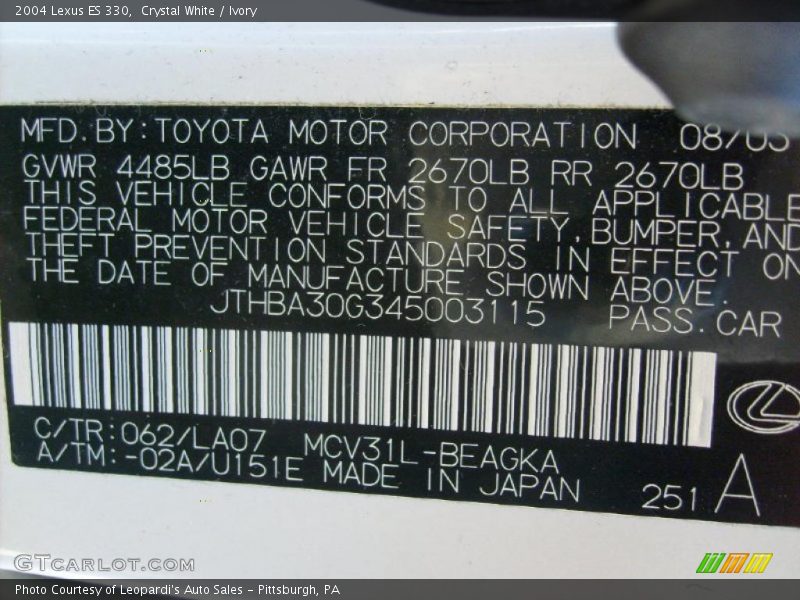 2004 Lexus ES 330, Crystal White / Ivory
MFD. BY: TOYOTA MOTOR CORPORATION 08/03
GVWR 4485LB GAWR FR 2670LB RR 2670LB
THIS VEHICLE CONFORMS TO ALL APPLICABLE
FEDERAL MOTOR VEHICLE SAFETY, BUMPER, AND
THEFT PREVENTION STANDARDS IN EFFECT ON
THE DATE OF MANUFACTURE SHOWN ABOVE.
JTHBA30G345003115 PASS. CAR
C/TR: 062/LA07 MCV31L-BEAGKA
A/TM: -02A/U151E MADE IN JAPAN
251 A
GTCARLOT.COM
Photo Courtesy of Leopardi's Auto Sales - Pittsburgh, PA